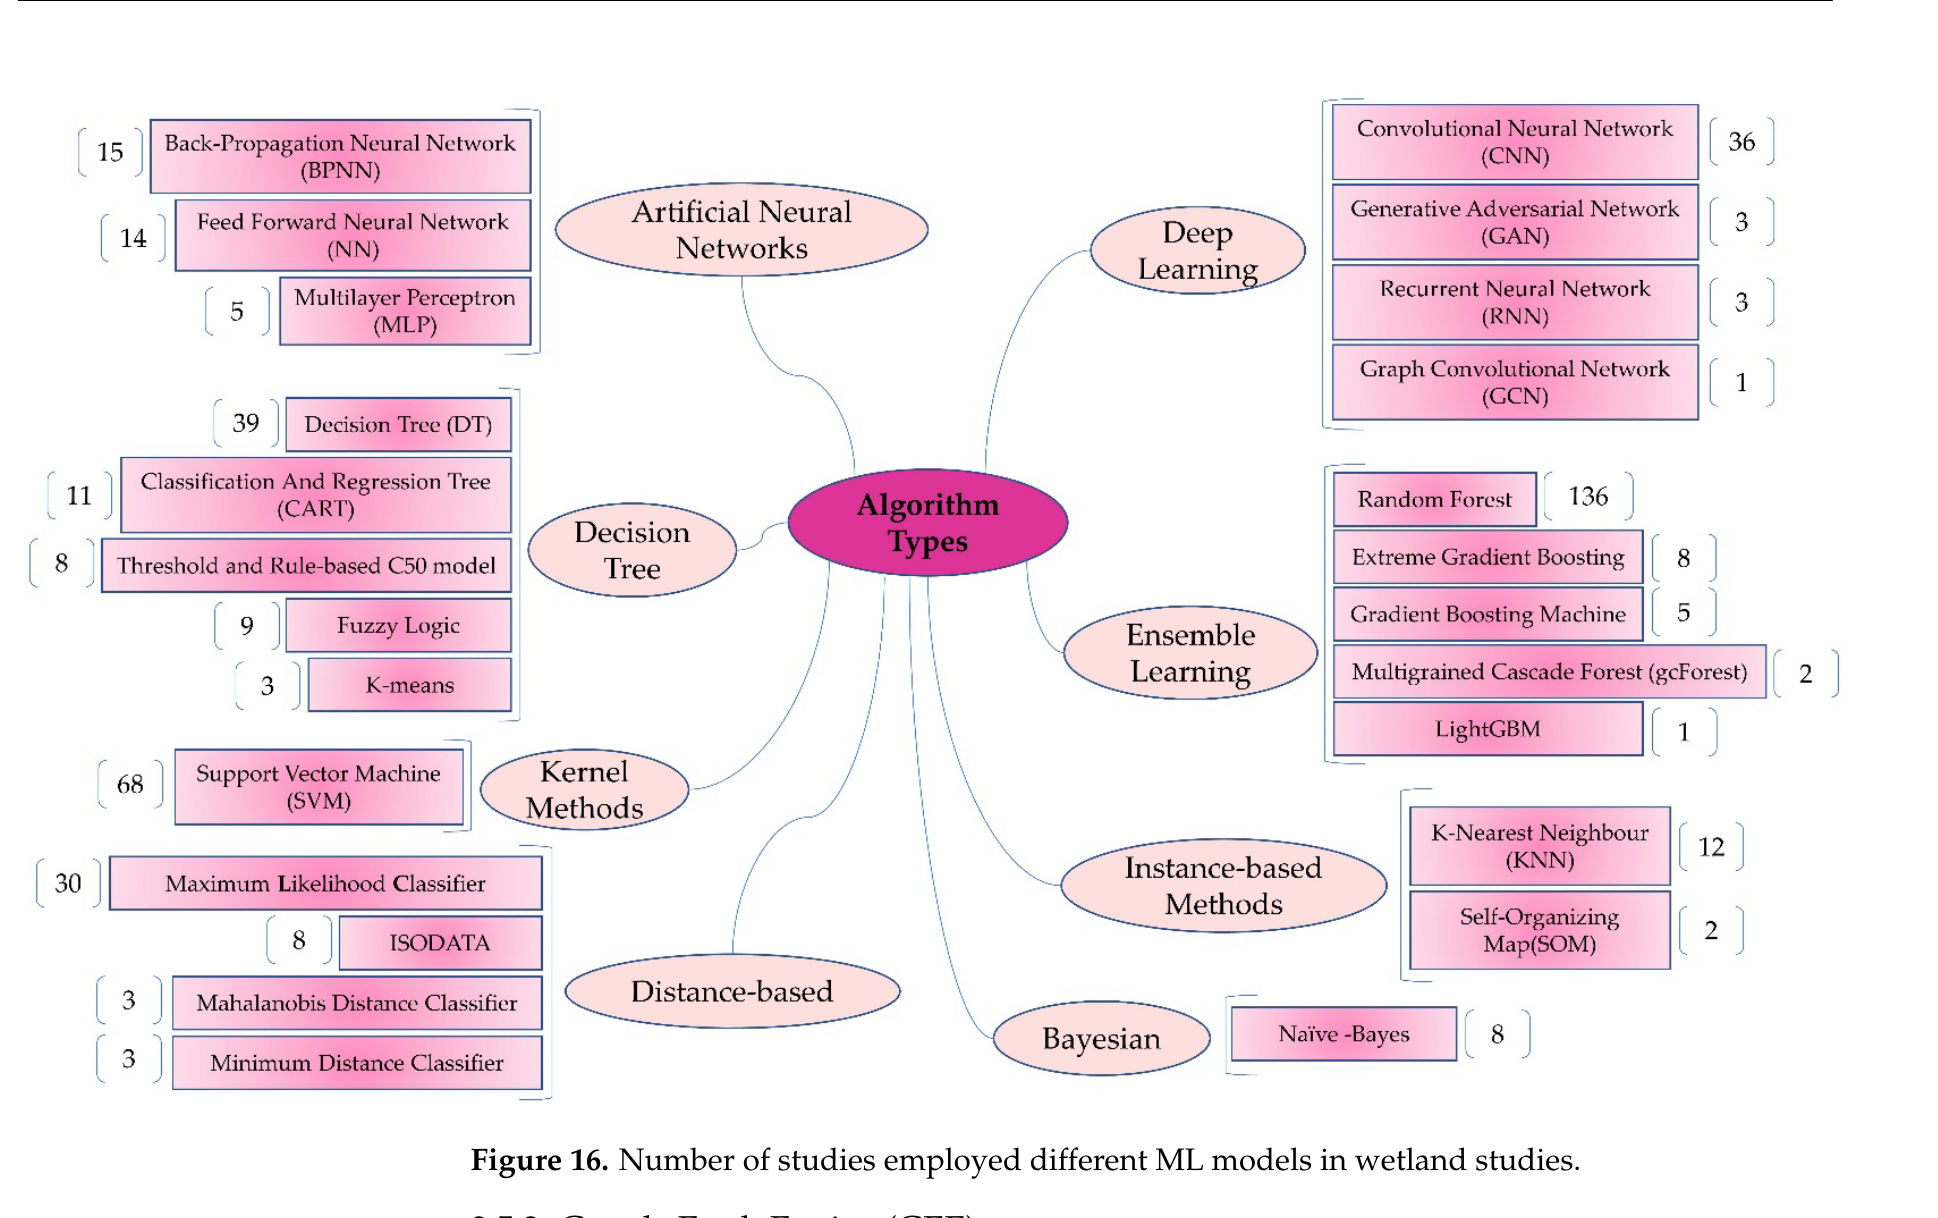 15
Back-Propagation Neural Network
(BPNN)
14
Feed Forward Neural Network
(NN)
5
Multilayer Perceptron
(MLP)
Artificial Neural
Networks
39
Decision Tree (DT)
11
Classification And Regression Tree
(CART)
8
Threshold and Rule-based C50 model
9
Fuzzy Logic
3
K-means
Decision
Tree
68
Support Vector Machine
(SVM)
Kernel
Methods
30
Maximum Likelihood Classifier
8
ISODATA
3
Mahalanobis Distance Classifier
3
Minimum Distance Classifier
Distance-based
Algorithm
Types
Deep
Learning
Convolutional Neural Network
(CNN)
36
Generative Adversarial Network
(GAN)
3
Recurrent Neural Network
(RNN)
3
Graph Convolutional Network
(GCN)
1
Ensemble
Learning
Random Forest
136
Extreme Gradient Boosting
8
Gradient Boosting Machine
5
Multigrained Cascade Forest (gcForest)
2
LightGBM
1
Instance-based
Methods
K-Nearest Neighbour
(KNN)
12
Self-Organizing
Map(SOM)
2
Bayesian
Naïve -Bayes
8
Figure 16. Number of studies employed different ML models in wetland studies.